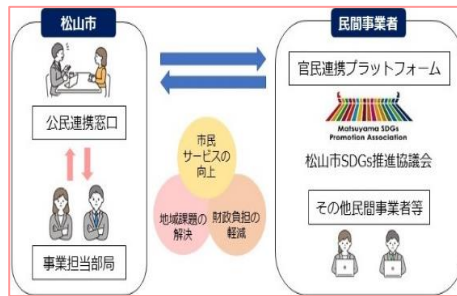 松山市
公民連携窓口
事業担当部局
市民
サービスの
向上
地域課題の
解決
財政負担の
軽減
民間事業者
官民連携プラットフォーム
Matsuyama SDGs
Promotion Association
松山市SDGs推進協議会
その他民間事業者等